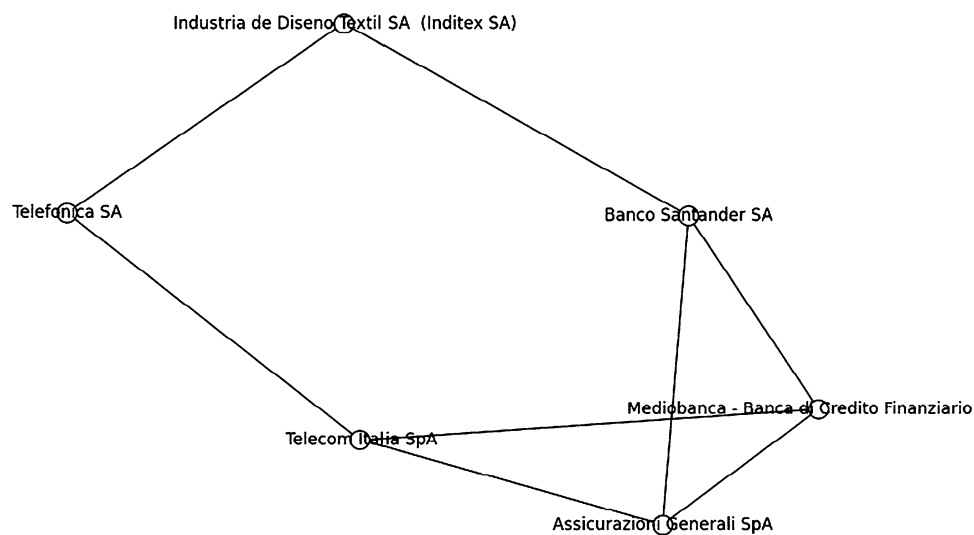 Industria de Diseno Textil SA  (Inditex SA)
Telefonica SA
Banco Santander SA
Mediobanca - Banca di Credito Finanziario
Telecom Italia SpA
Assicurazioni Generali SpA